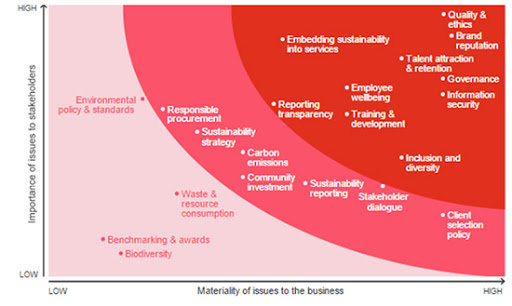 HIGH
Quality &
ethics
Brand
reputation
Embedding sustainability
into services
Talent attraction
& retention
Governance
Employee
wellbeing
Information
security
Environmental
policy & standards
Responsible
procurement
Reporting
transparency
Training &
development
Sustainability
strategy
Carbon
emissions
Inclusion and
diversity
Community
investment
Sustainability
reporting
Stakeholder
dialogue
Waste &
resource
consumption
Client
selection
policy
Benchmarking & awards
Biodiversity
Importance of issues to stakeholders
LOW
LOW
Materiality of issues to the business
HIGH